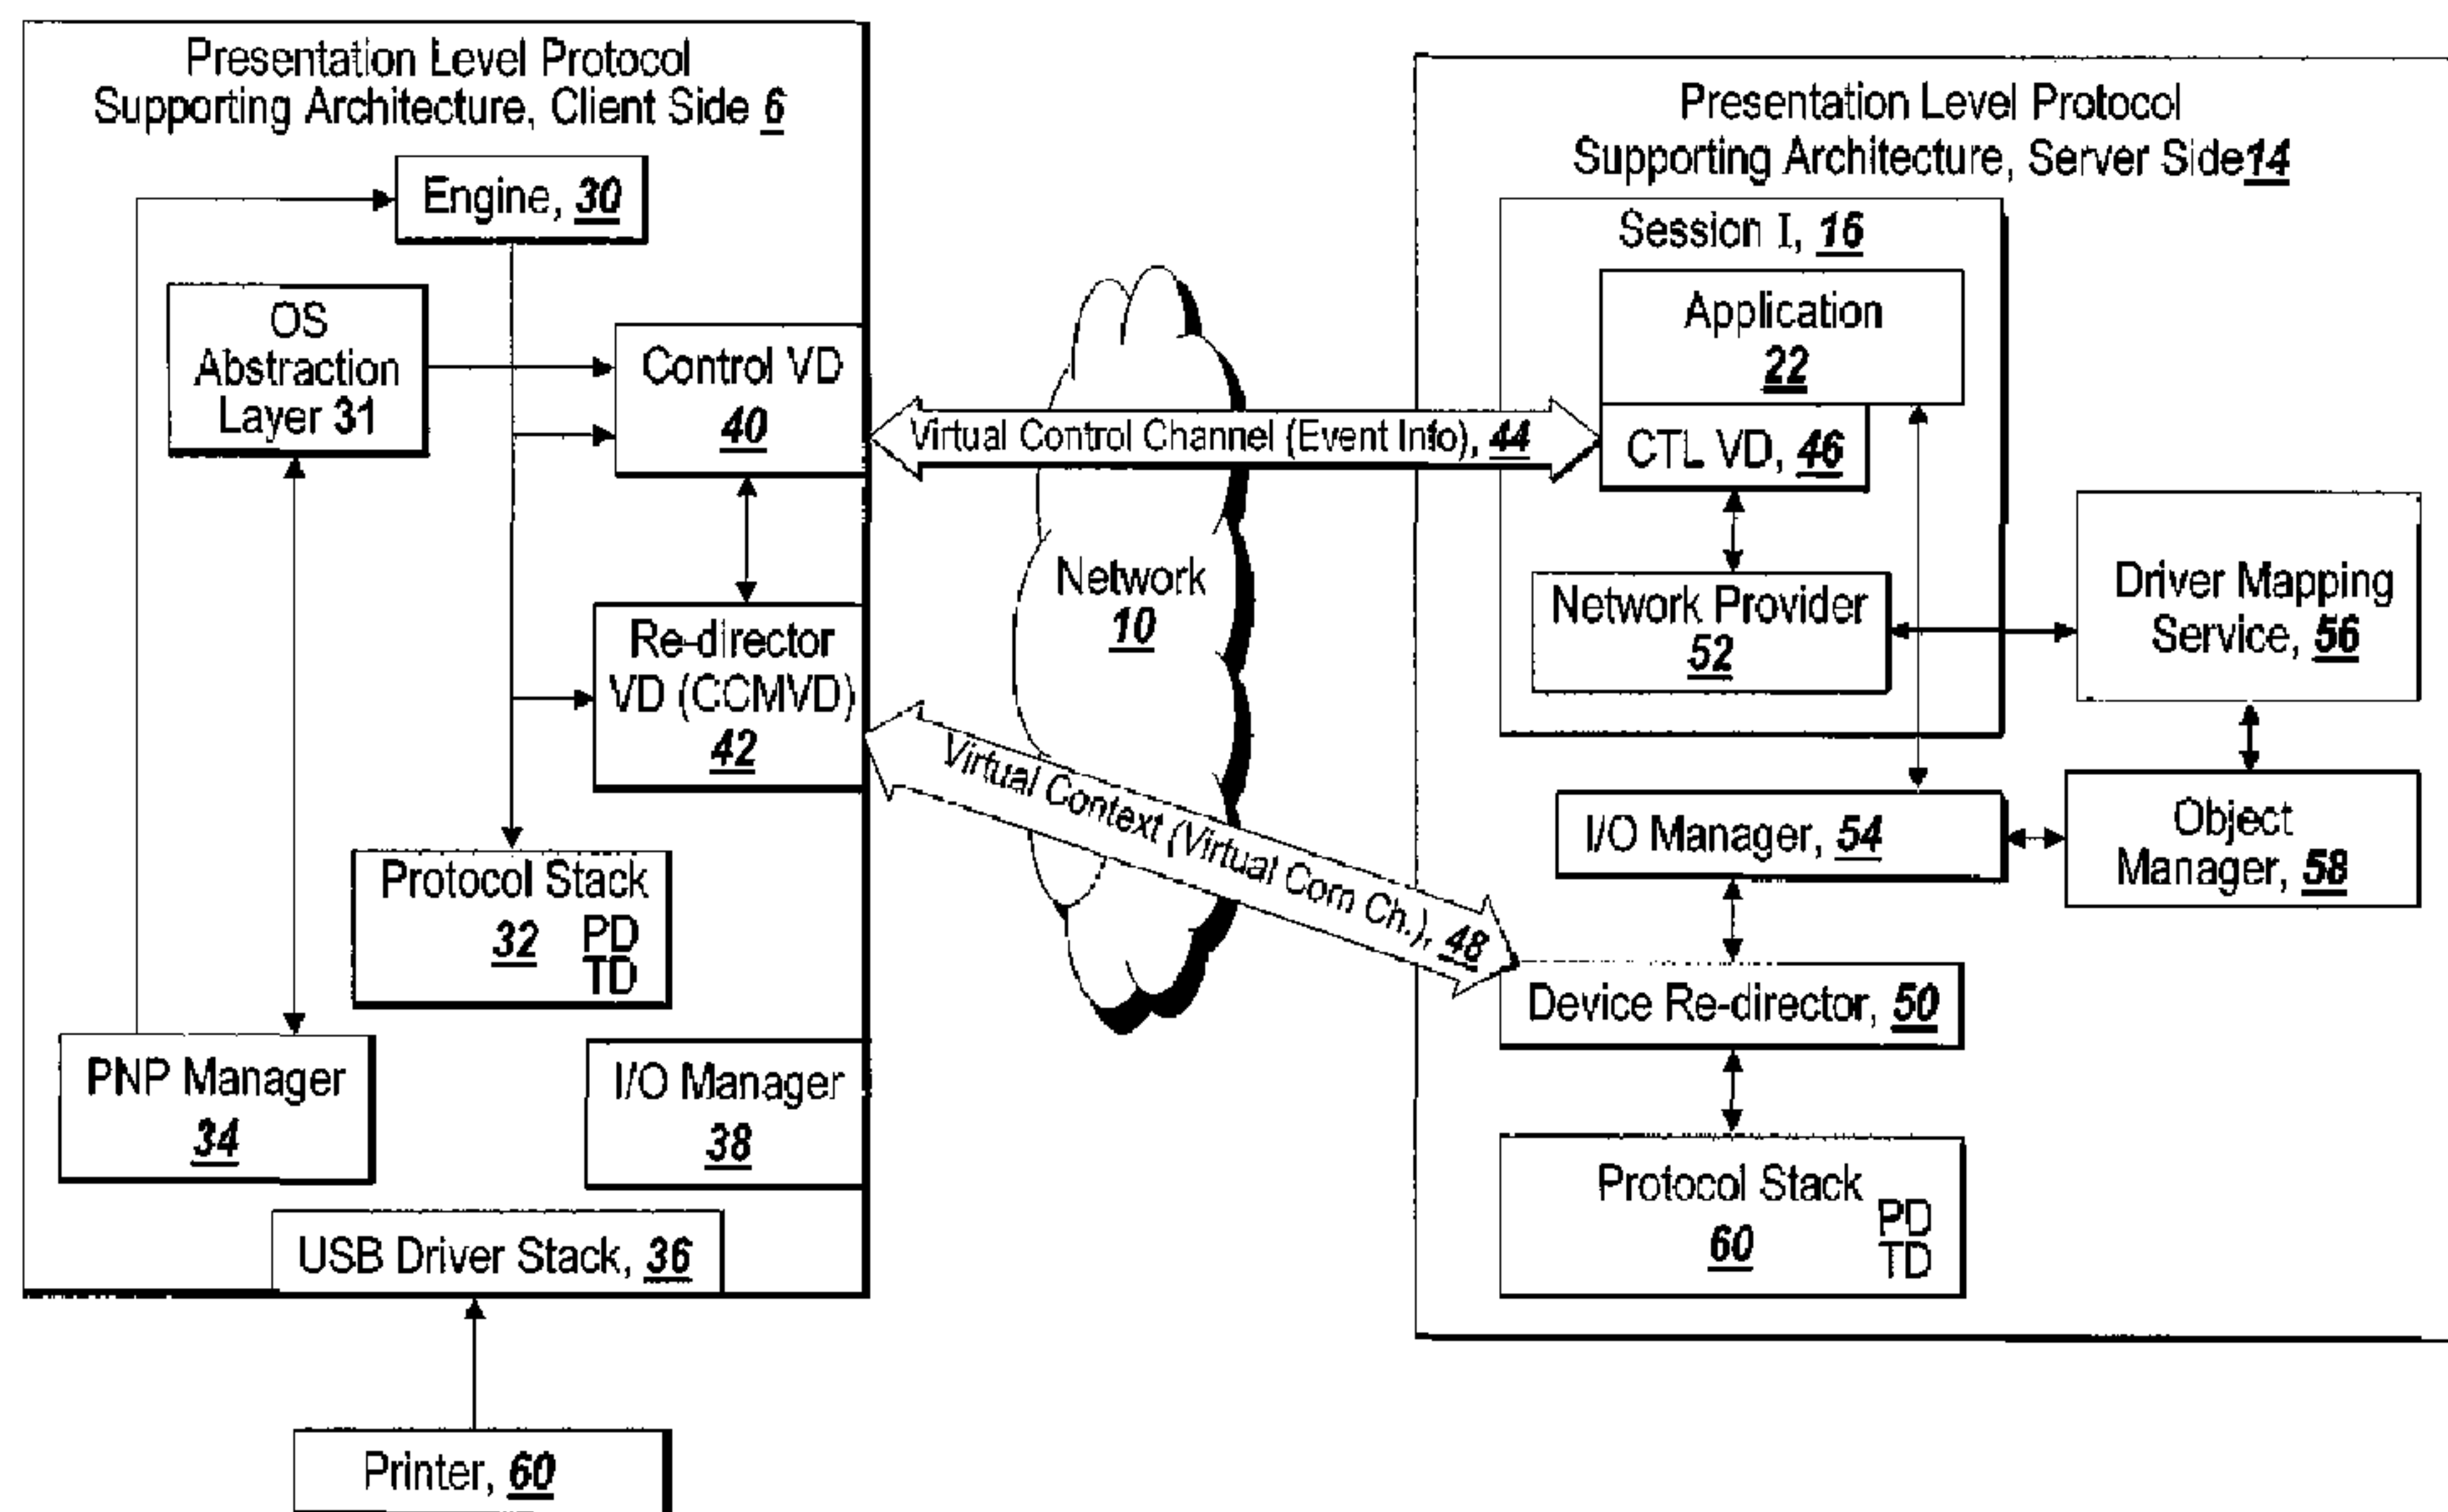 Presentation Level Protocol
Supporting Architecture, Client Side 6
Engine, 30
OS
Abstraction
Layer 31
Control VD
40
Re-director
VD (CCMVD)
42
Protocol Stack
32 PD
TD
PNP Manager
34
I/O Manager
38
USB Driver Stack, 36
Printer, 60
Virtual Control Channel (Event Info), 44
Network
10
Virtual Context (Virtual Com Ch.), 48
Presentation Level Protocol
Supporting Architecture, Server Side14
Session I, 16
Application
22
CTL VD, 46
Network Provider
52
Driver Mapping
Service, 56
I/O Manager, 54
Object
Manager, 58
Device Re-director, 50
Protocol Stack
60 PD
TD